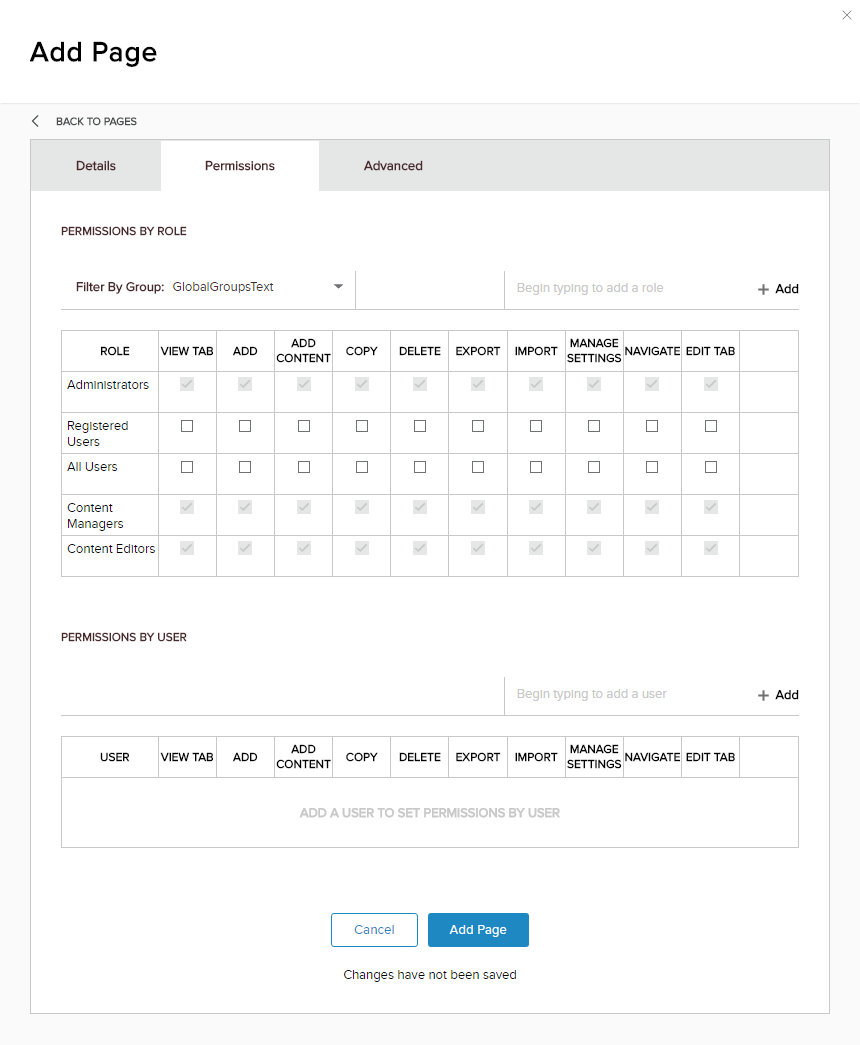 Add Page
BACK TO PAGES
Details Permissions Advanced
PERMISSIONS BY ROLE
Filter By Group: GlobalGroupsText Begin typing to add a role + Add
ROLE VIEW TAB ADD ADD CONTENT COPY DELETE EXPORT IMPORT MANAGE SETTINGS NAVIGATE EDIT TAB
Administrators
Registered
Users
All Users
Content
Managers
Content Editors
PERMISSIONS BY USER
Begin typing to add a user + Add
USER VIEW TAB ADD ADD CONTENT COPY DELETE EXPORT IMPORT MANAGE SETTINGS NAVIGATE EDIT TAB
ADD A USER TO SET PERMISSIONS BY USER
Cancel Add Page
Changes have not been saved